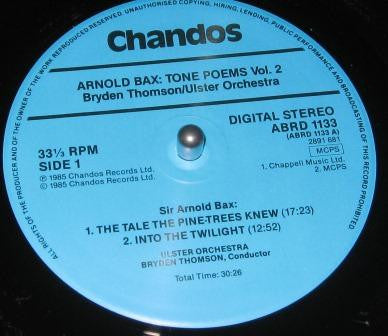 ALL RIGHTS OF THE PRODUCER AND OF THE OWNER OF THE WORK REPRODUCED RESERVED. UNAUTHORISED COPYING, HIRING, LENDING, PUBLIC PERFORMANCE AND BROADCASTING OF THIS RECORD PROHIBITED
Chandos
ARNOLD BAX: TONE POEMS Vol. 2
Bryden Thomson/Ulster Orchestra
33⅓ RPM
SIDE 1
℗ 1985 Chandos Records Ltd.
© 1985 Chandos Records Ltd.
DIGITAL STEREO
ABRD 1133
(ABRD 1133 A)
2891 681
MCPS
1. Chappell Music Ltd.
2. MCPS
Sir Arnold Bax:
1. THE TALE THE PINE-TREES KNEW (17:23)
2. INTO THE TWILIGHT (12:52)
ULSTER ORCHESTRA
BRYDEN THOMSON, Conductor
Total Time: 30:26